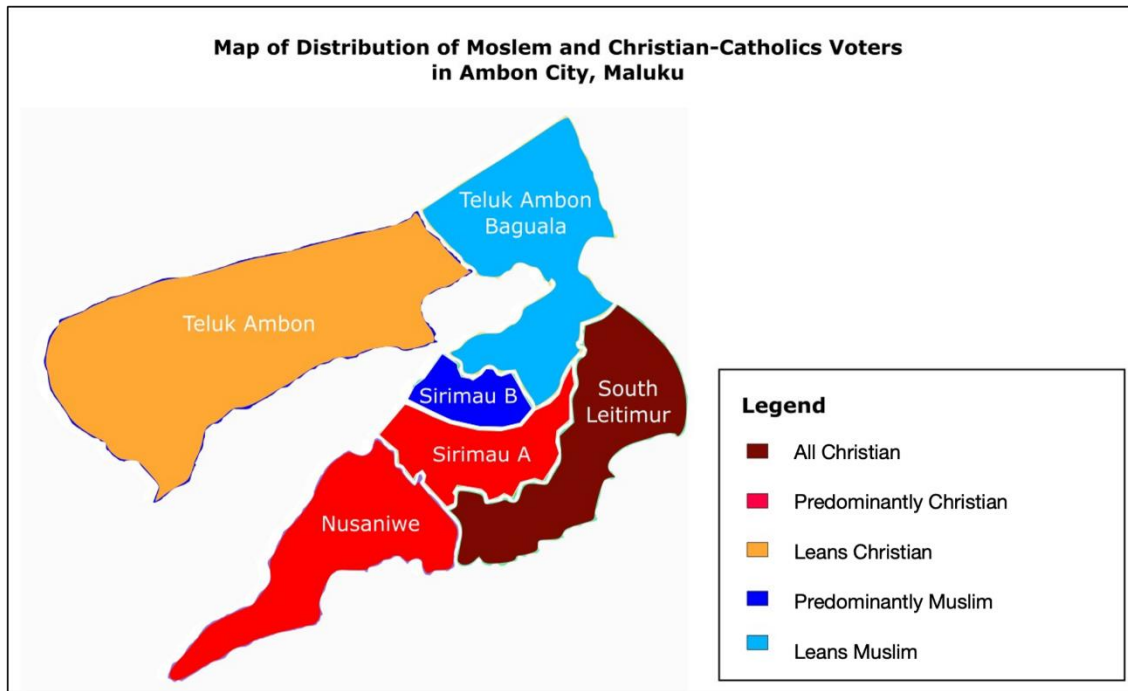 Map of Distribution of Moslem and Christian-Catholics Voters
in Ambon City, Maluku
Teluk Ambon
Baguala
Teluk Ambon
Sirimau B
South
Leitimur
Sirimau A
Nusaniwe
Legend
All Christian
Predominantly Christian
Leans Christian
Predominantly Muslim
Leans Muslim